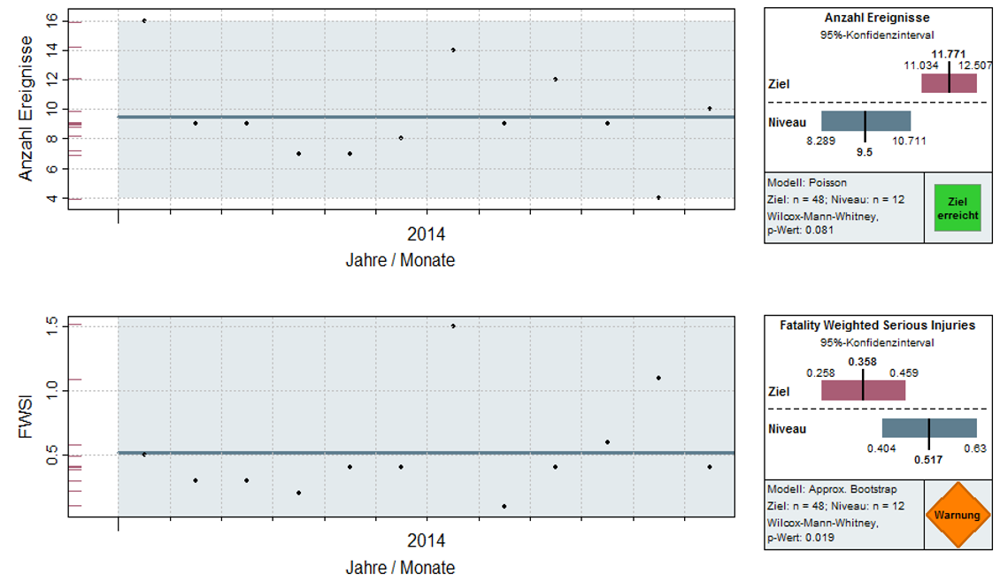 Anzahl Ereignisse
16
14
12
10
8
6
4
2014
Jahre / Monate
Anzahl Ereignisse
95%-Konfidenzinterval
11.771
11.034 12.507
Ziel
Niveau
8.289 10.711
9.5
Modell: Poisson
Ziel: n = 48; Niveau: n = 12
Wilcox-Mann-Whitney,
p-Wert: 0.081
Ziel
erreicht
FWSI
1.5
1.0
0.5
2014
Jahre / Monate
Fatality Weighted Serious Injuries
95%-Konfidenzinterval
0.358
0.258 0.459
Ziel
Niveau
0.404 0.63
0.517
Modell: Approx. Bootstrap
Ziel: n = 48; Niveau: n = 12
Wilcox-Mann-Whitney,
p-Wert: 0.019
Warnung